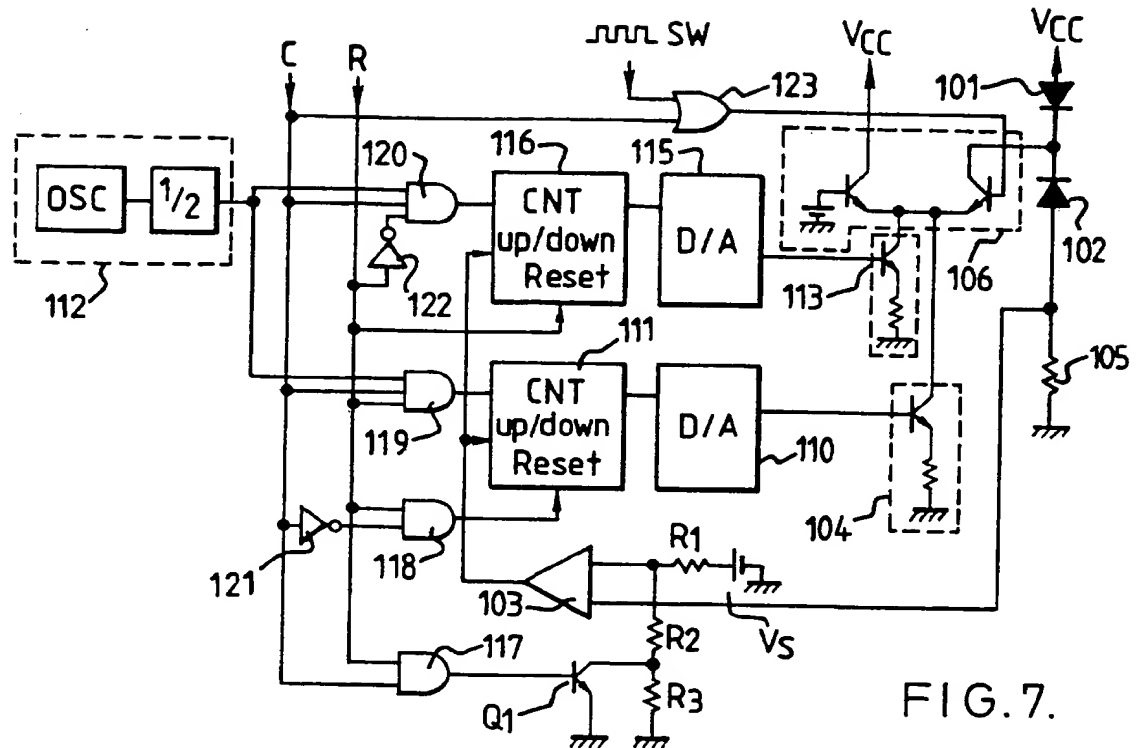 SW
C
R
VCC
VCC
123
101
120
116
115
OSC
1/2
CNT
up/down
Reset
D/A
102
112
122
113
106
111
105
CNT
up/down
Reset
D/A
119
110
104
121
118
R1
103
VS
R2
117
Q1
R3
FIG.7.